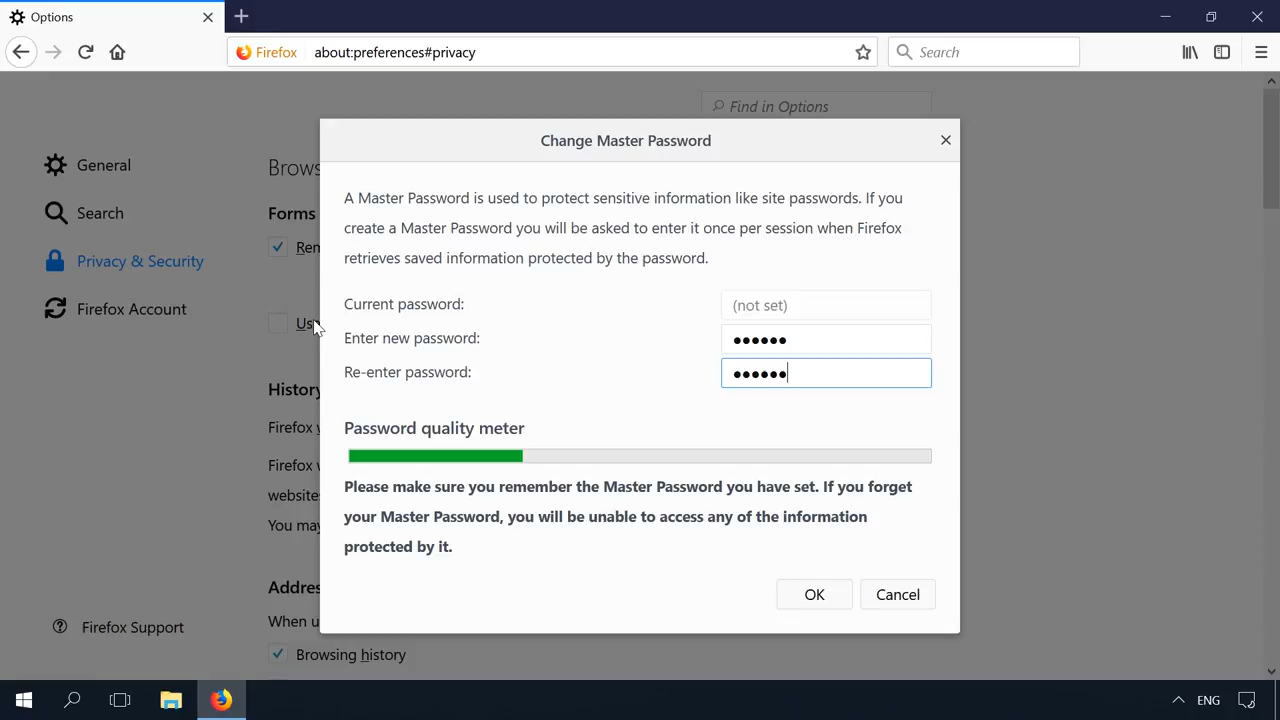 Options
Firefox about:preferences#privacy
Search
Find in Options
General
Search
Privacy & Security
Firefox Account
Firefox Support
Brows
Forms
Rem
Us
History
Firefox w
Firefox w
website
You may
Addres
When u
Browsing history
Change Master Password
A Master Password is used to protect sensitive information like site passwords. If you
create a Master Password you will be asked to enter it once per session when Firefox
retrieves saved information protected by the password.
Current password: (not set)
Enter new password: ●●●●●●
Re-enter password: ●●●●●●
Password quality meter
Please make sure you remember the Master Password you have set. If you forget
your Master Password, you will be unable to access any of the information
protected by it.
OK Cancel
ENG